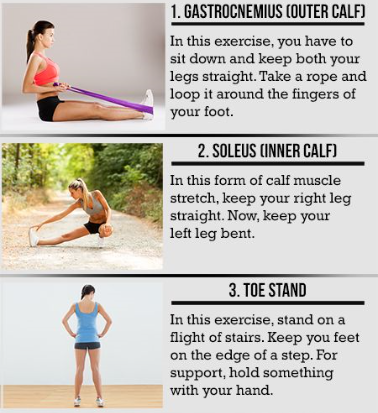 1. GASTROCNEMIUS (OUTER CALF)
In this exercise, you have to
sit down and keep both your
legs straight. Take a rope and
loop it around the fingers of
your foot.
2. SOLEUS (INNER CALF)
In this form of calf muscle
stretch, keep your right leg
straight. Now, keep your
left leg bent.
3. TOE STAND
In this exercise, stand on a
flight of stairs. Keep you feet
on the edge of a step. For
support, hold something
with your hand.